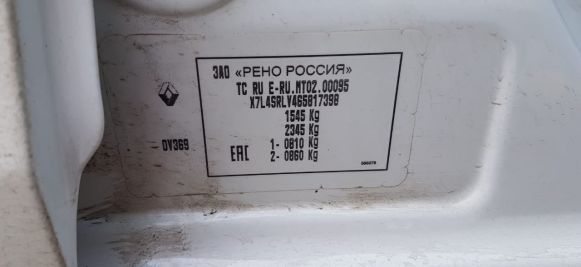 ЗАО «РЕНО РОССИЯ»
TC RU E-RU.MT02.00095
X7L4SRLV465817398
1545 Kg
2345 Kg
1- 0810 Kg
2- 0860 Kg
0V369
EAC